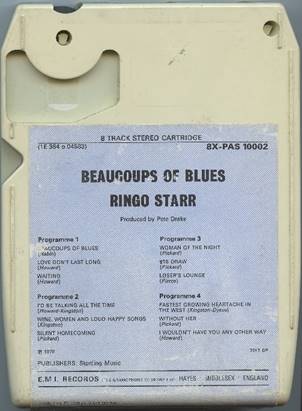 8 TRACK STEREO CARTRIDGE
(1E 364 o 04583) 8X-PAS 10002
BEAUCOUPS OF BLUES
RINGO STARR
Produced by Pete Drake
Programme 1
BEAUCOUPS OF BLUES
(Rabin)
LOVE DON'T LAST LONG
(Howard)
WAITING
(Howard)
Programme 2
I'D BE TALKING ALL THE TIME
(Howard-Kingston)
WINE, WOMEN AND LOUD HAPPY SONGS
(Kingston)
SILENT HOMECOMING
(Pickard)
Programme 3
WOMAN OF THE NIGHT
(Pickard)
$15 DRAW
(Pickard)
LOSER'S LOUNGE
(Pierce)
Programme 4
FASTEST GROWING HEARTACHE IN
THE WEST (Kingston-Dycus)
WITHOUT HER
(Pickard)
I WOULDN'T HAVE YOU ANY OTHER WAY
(Howard)
℗ 1970
PUBLISHERS: Startling Music
E.M.I. RECORDS HAYES · MIDDLESEX · ENGLAND